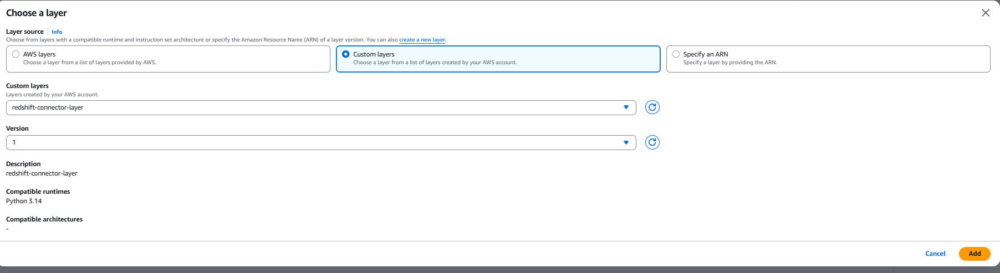 Choose a layer
Layer source | Info
Choose from layers with a compatible runtime and instruction set architecture or specify the Amazon Resource Name (ARN) of a layer version. You can also create a new layer.
AWS layers
Choose a layer from a list of layers provided by AWS.
Custom layers
Choose a layer from a list of layers created by your AWS account.
Specify an ARN
Specify a layer by providing the ARN.
Custom layers
Layers created by your AWS account.
redshift-connector-layer
Version
1
Description
redshift-connector-layer
Compatible runtimes
Python 3.14
Compatible architectures
-
Cancel
Add